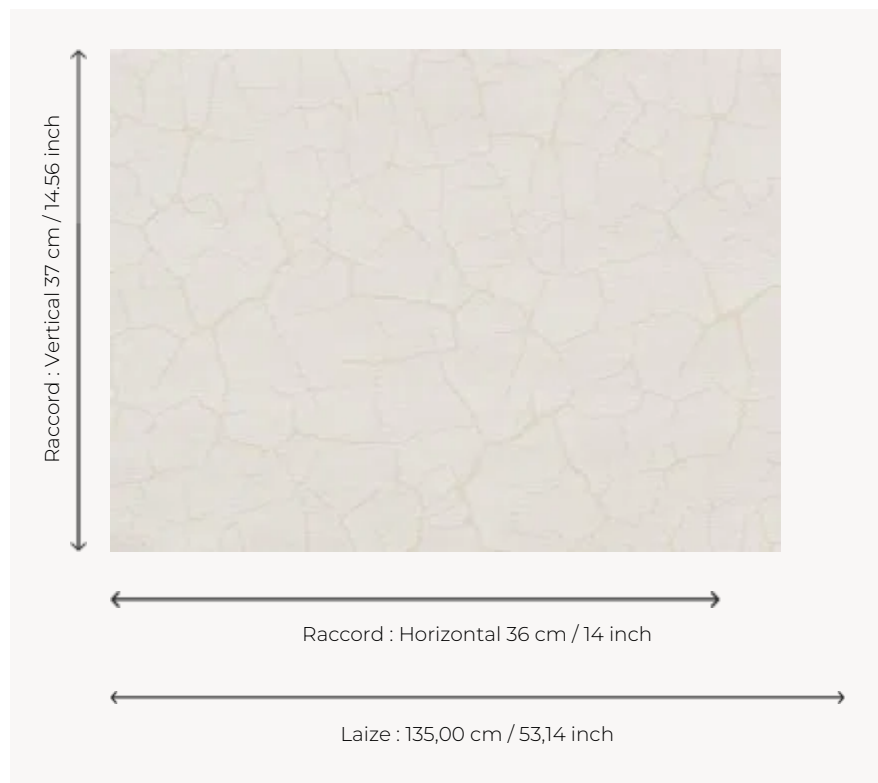 Raccord : Vertical 37 cm / 14.56 inch
Raccord : Horizontal 36 cm / 14 inch
Laize : 135,00 cm / 53,14 inch